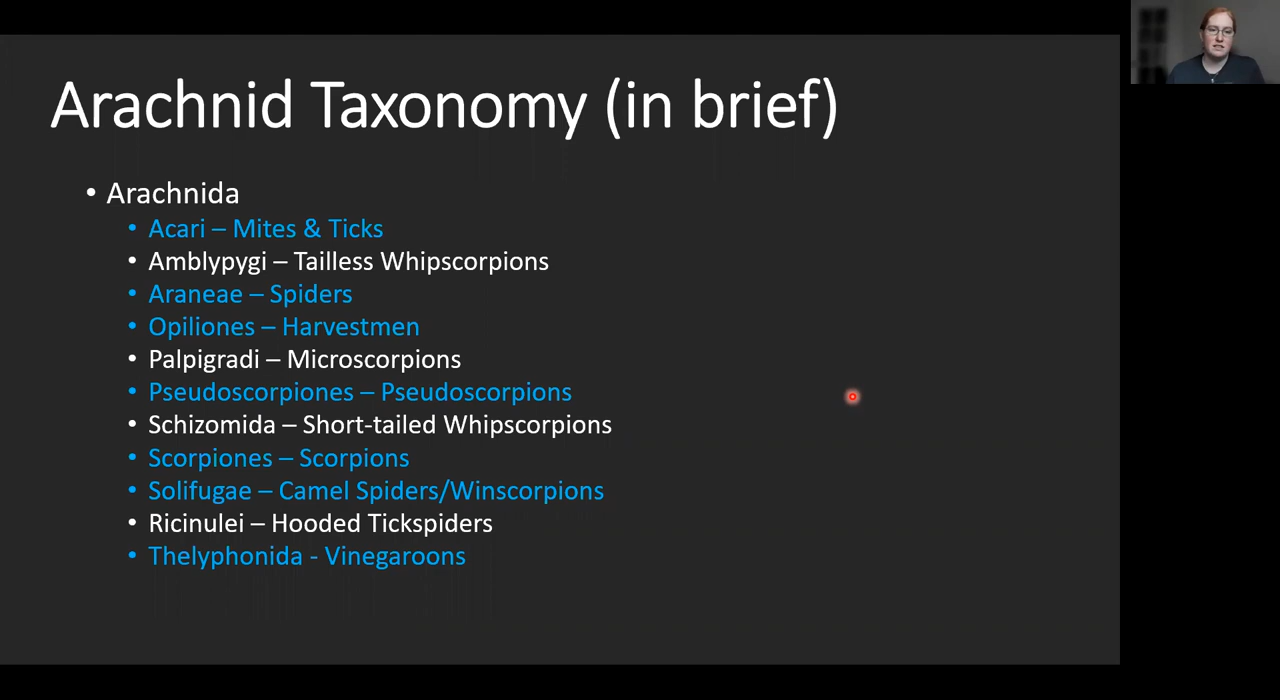 Arachnid Taxonomy (in brief)
• Arachnida
• Acari – Mites & Ticks
• Amblypygi – Tailless Whipscorpions
• Araneae – Spiders
• Opiliones – Harvestmen
• Palpigradi – Microscorpions
• Pseudoscorpiones – Pseudoscorpions
• Schizomida – Short-tailed Whipscorpions
• Scorpiones – Scorpions
• Solifugae – Camel Spiders/Winscorpions
• Ricinulei – Hooded Tickspiders
• Thelyphonida - Vinegaroons